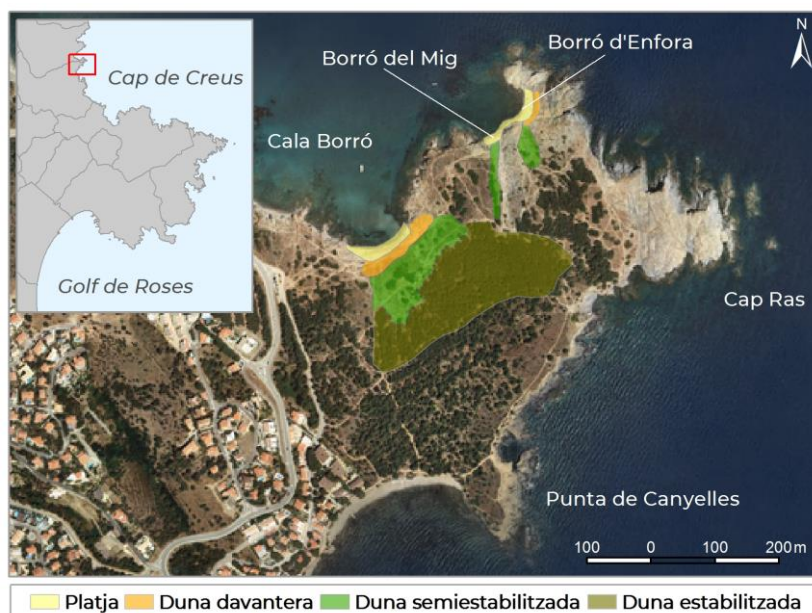 Cap de Creus
Golf de Roses
Borró del Mig
Borró d'Enfora
N
Cala Borró
Cap Ras
Punta de Canyelles
100 0 100 200 m
Platja Duna davantera Duna semiestabilitzada Duna estabilitzada